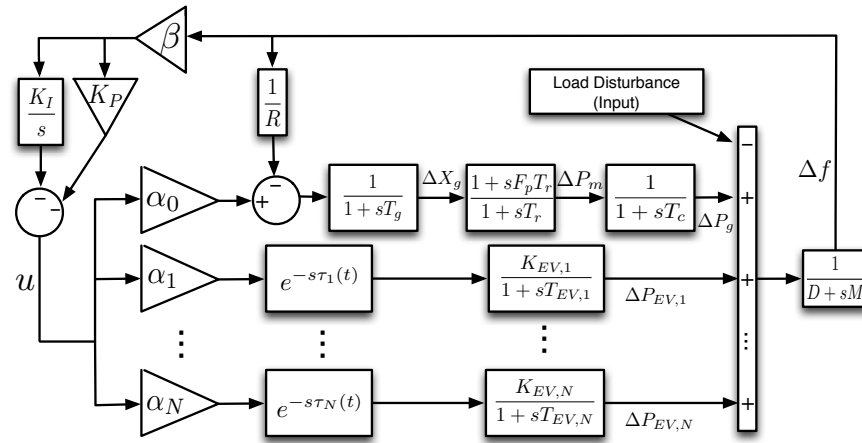 β
K_I
s
K_P
1
R
Load Disturbance
(Input)
−
Δf
− −
α_0
+ −
1
1 + sT_g
ΔX_g
1 + sF_pT_r
1 + sT_r
ΔP_m
1
1 + sT_c
ΔP_g
+
u
α_1
e^{−sτ_1(t)}
K_{EV,1}
1 + sT_{EV,1}
ΔP_{EV,1}
+
1
D + sM
⋮ ⋮ ⋮ ⋮
α_N
e^{−sτ_N(t)}
K_{EV,N}
1 + sT_{EV,N}
ΔP_{EV,N}
+